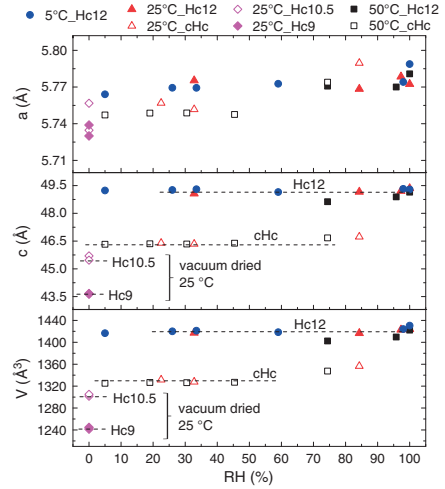 5°C_Hc12 25°C_Hc12 25°C_Hc10.5 50°C_Hc12
25°C_cHc 25°C_Hc9 50°C_cHc
a (Å)
5.80
5.77
5.74
5.71
c (Å)
49.5
48.0
46.5
45.0
43.5
Hc12
cHc
Hc10.5
Hc9
vacuum dried
25 °C
V (Å³)
1440
1400
1360
1320
1280
1240
Hc12
cHc
Hc10.5
Hc9
vacuum dried
25 °C
0 10 20 30 40 50 60 70 80 90 100
RH (%)